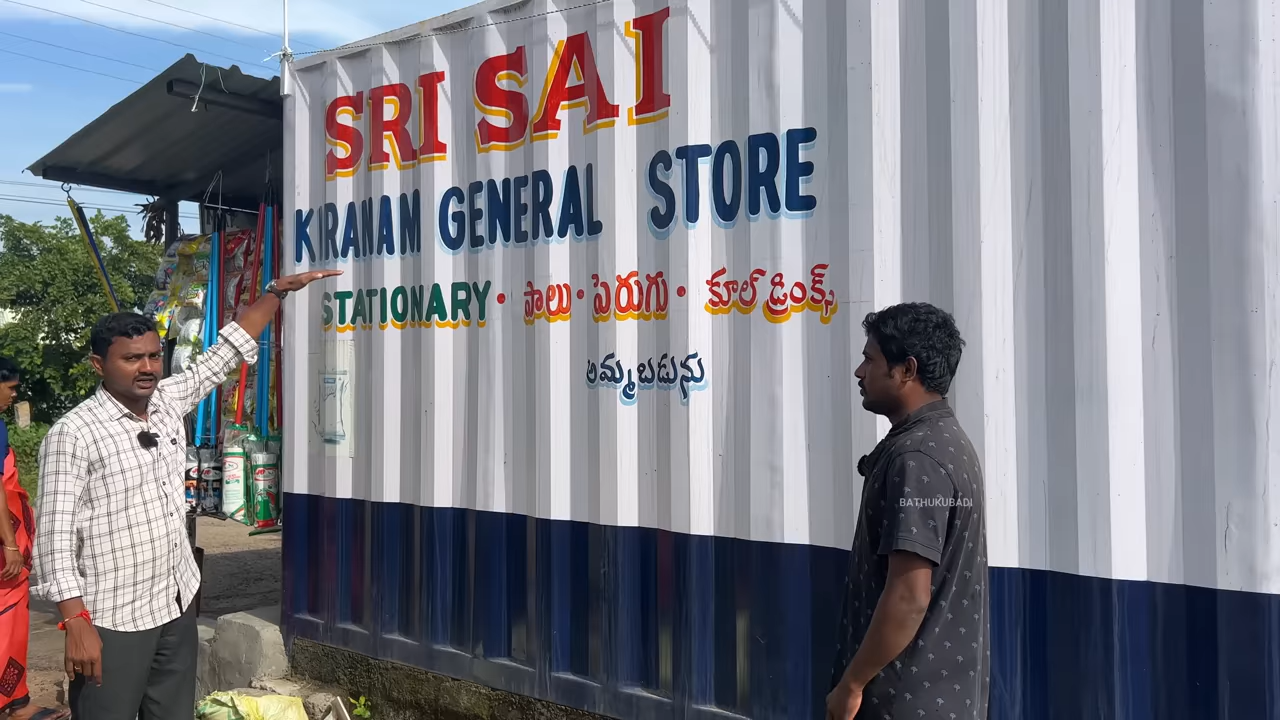 SRI SAI
KIRANAM GENERAL STORE
STATIONARY • పాలు • పెరుగు • కూల్ డ్రింక్స్
అమ్మబడును
BATHUKUBADI